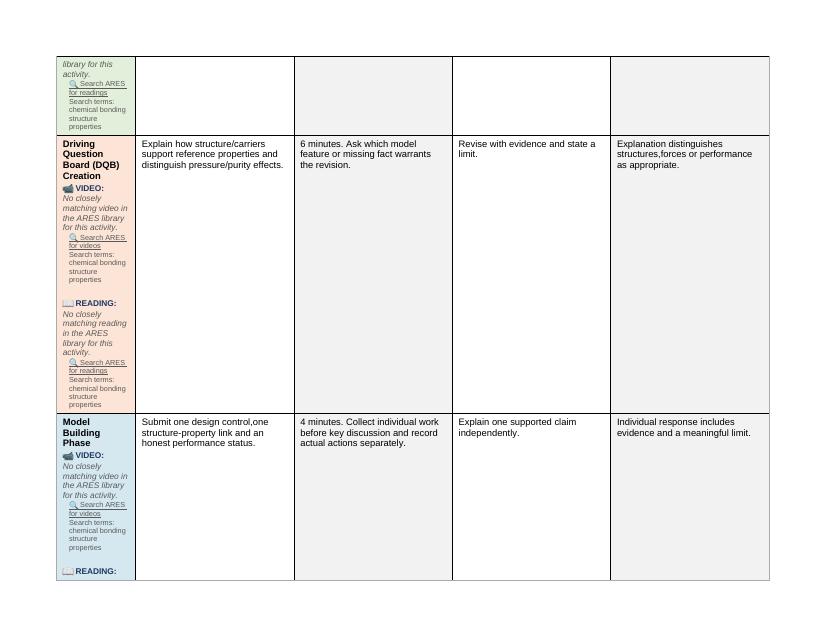 library for this
activity.
🔍 Search ARES
for readings
Search terms:
chemical bonding
structure
properties
Driving
Question
Board (DQB)
Creation
📹 VIDEO:
No closely
matching video in
the ARES library
for this activity.
🔍 Search ARES
for videos
Search terms:
chemical bonding
structure
properties
📖 READING:
No closely
matching reading
in the ARES
library for this
activity.
🔍 Search ARES
for readings
Search terms:
chemical bonding
structure
properties
Explain how structure/carriers
support reference properties and
distinguish pressure/purity effects.
6 minutes. Ask which model
feature or missing fact warrants
the revision.
Revise with evidence and state a
limit.
Explanation distinguishes
structures,forces or performance
as appropriate.
Model
Building
Phase
📹 VIDEO:
No closely
matching video in
the ARES library
for this activity.
🔍 Search ARES
for videos
Search terms:
chemical bonding
structure
properties
📖 READING:
Submit one design control,one
structure-property link and an
honest performance status.
4 minutes. Collect individual work
before key discussion and record
actual actions separately.
Explain one supported claim
independently.
Individual response includes
evidence and a meaningful limit.